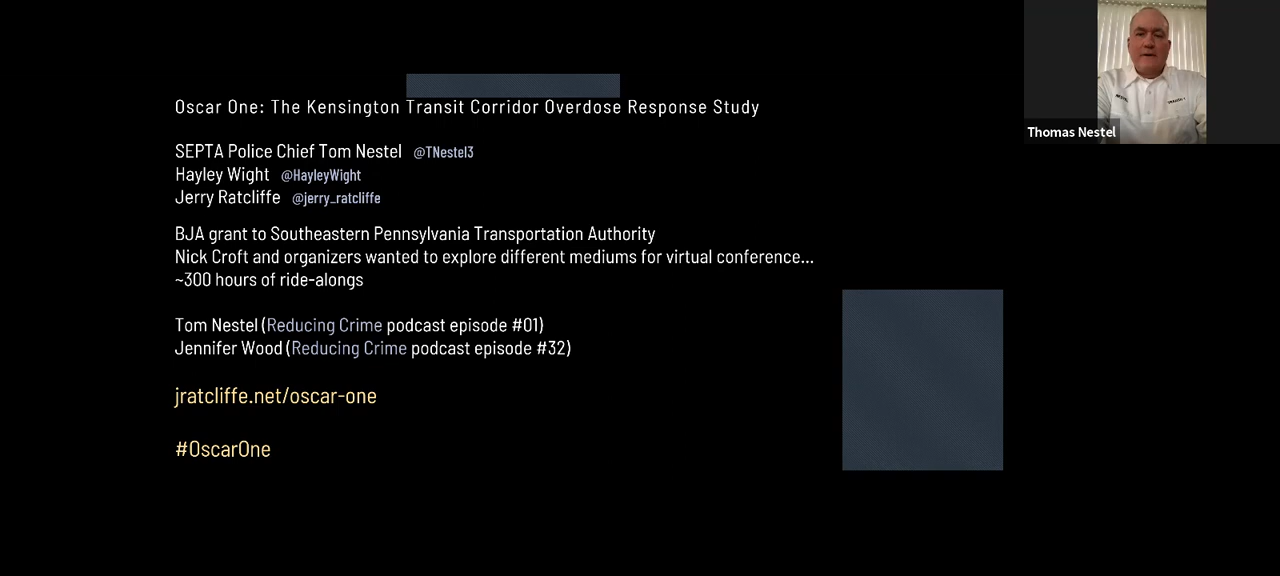 Oscar One: The Kensington Transit Corridor Overdose Response Study
SEPTA Police Chief Tom Nestel @TNestel3
Hayley Wight @HayleyWight
Jerry Ratcliffe @jerry_ratcliffe
BJA grant to Southeastern Pennsylvania Transportation Authority
Nick Croft and organizers wanted to explore different mediums for virtual conference...
~300 hours of ride-alongs
Tom Nestel (Reducing Crime podcast episode #01)
Jennifer Wood (Reducing Crime podcast episode #32)
jratcliffe.net/oscar-one
#OscarOne
Thomas Nestel